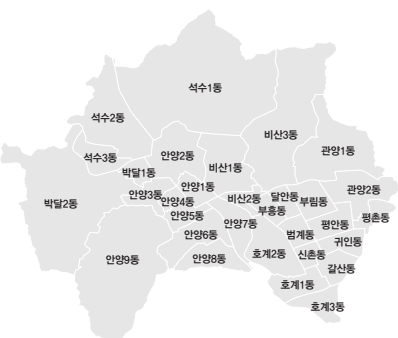 석수1동
석수2동
비산3동
관양1동
석수3동
안양2동
비산1동
박달1동
안양1동
관양2동
안양3동
비산2동
달안동
부림동
박달2동
안양4동
부흥동
평촌동
안양5동
안양7동
평안동
안양6동
범계동
귀인동
안양9동
안양8동
호계2동
신촌동
갈산동
호계1동
호계3동